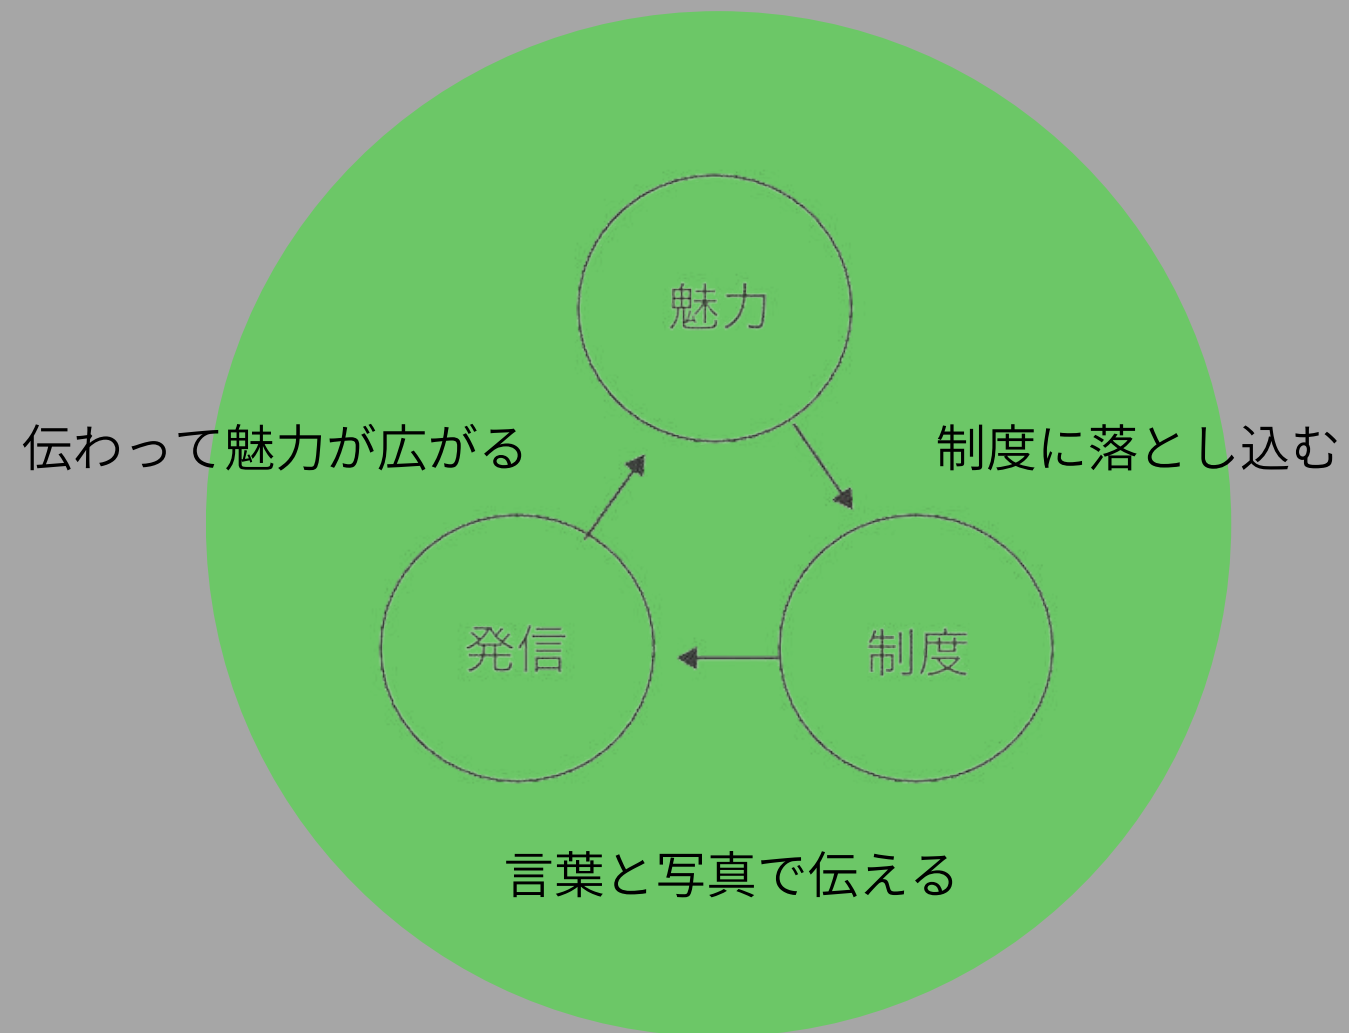 魅力
伝わって魅力が広がる
制度に落とし込む
発信
制度
言葉と写真で伝える